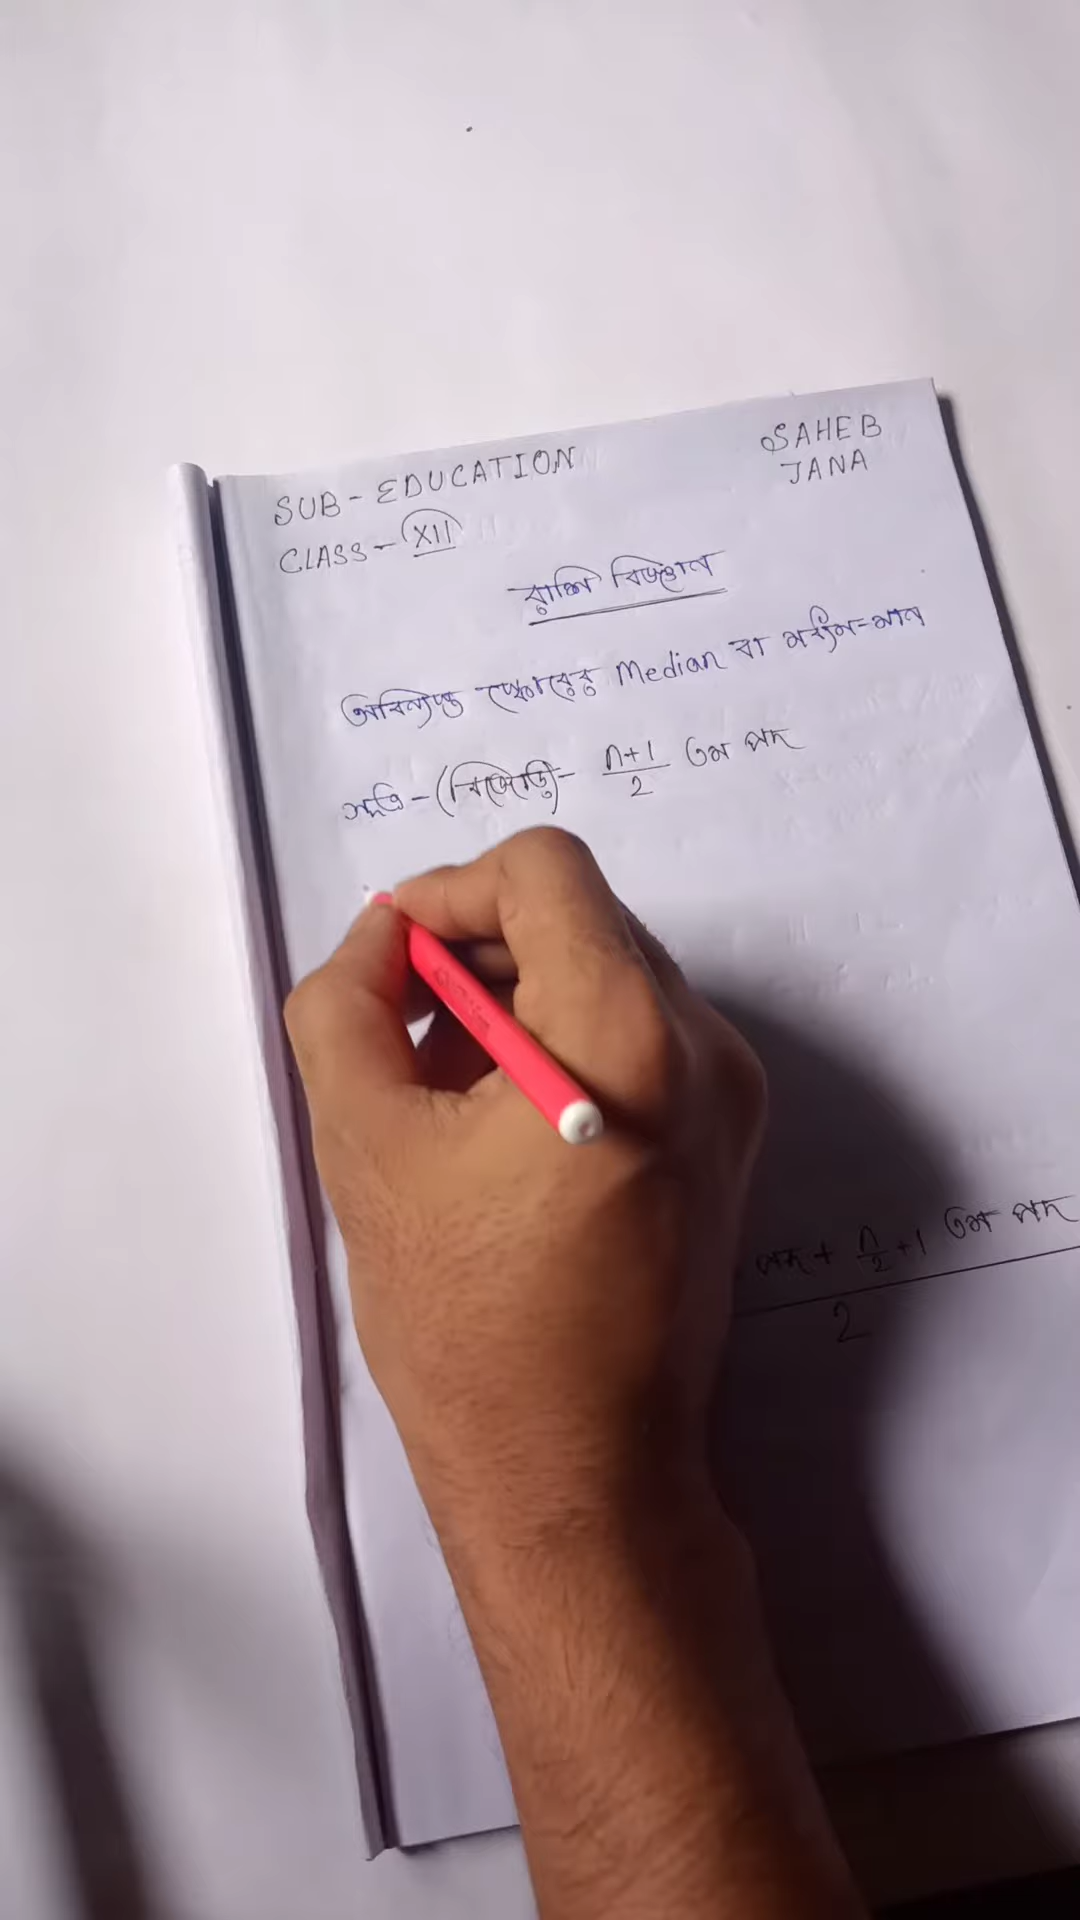 SUB - EDUCATION
SAHEB
JANA
CLASS - XII
রাশি বিজ্ঞান
অবিন্যস্ত স্কোরের Median বা মধ্যম-মান
সূত্র - (বিজোড়) - n+1/2 তম পদ
পদ + n/2 + 1 তম পদ
2